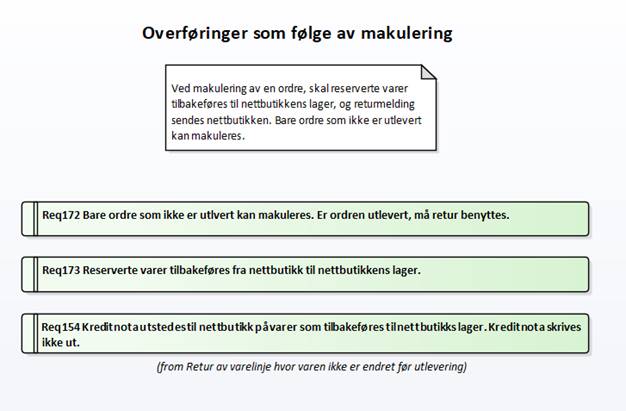 Overføringer som følge av makulering
Ved makulering av en ordre, skal reserverte varer
tilbakeføres til nettbutikkens lager, og returmelding
sendes nettbutikken. Bare ordre som ikke er utlevert
kan makuleres.
Req172 Bare ordre som ikke er utlvert kan makuleres. Er ordren utlevert, må retur benyttes.
Req173 Reserverte varer tilbakeføres fra nettbutikk til nettbutikkens lager.
Req154 Kreditnota utstedes til nettbutikk på varer som tilbakeføres til nettbutikks lager. Kreditnota skrives
ikke ut.
(from Retur av varelinje hvor varen ikke er endret før utlevering)